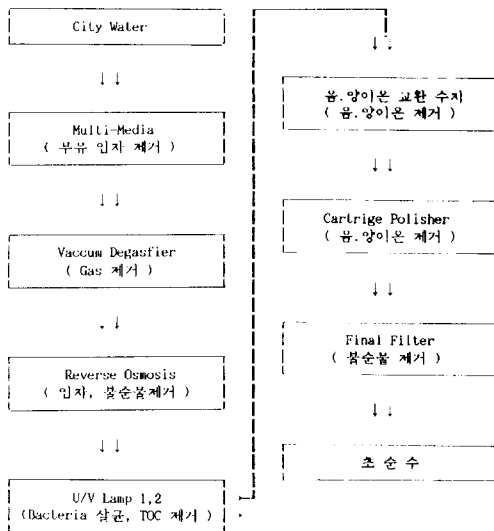 City Water
↓↓
Multi-Media
( 부유 입자 제거 )
↓↓
Vaccum Degasfier
( Gas 제거 )
↓↓
Reverse Osmosis
( 입자, 불순물제거 )
↓↓
U/V Lamp 1,2
(Bacteria 살균, TOC 제거 )
↓↓
음.양이온 교환 수지
( 음.양이온 제거 )
↓↓
Cartrige Polisher
( 음.양이온 제거 )
↓↓
Final Filter
( 불순물 제거 )
↓↓
초 순 수